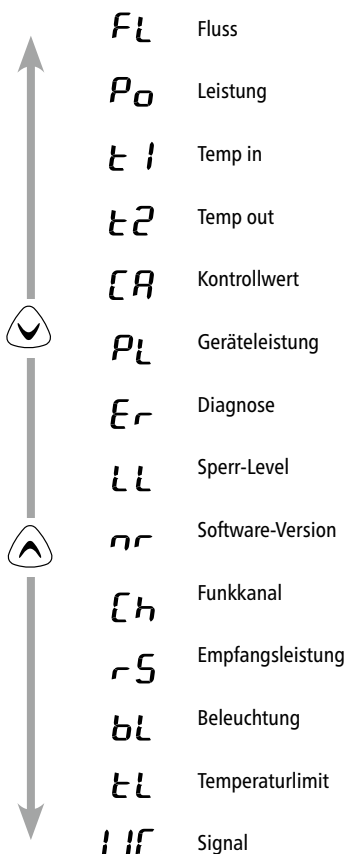 FL Fluss
Po Leistung
t1 Temp in
t2 Temp out
CA Kontrollwert
PL Geräteleistung
Er Diagnose
LL Sperr-Level
nr Software-Version
Ch Funkkanal
rS Empfangsleistung
bL Beleuchtung
tL Temperaturlimit
Signal